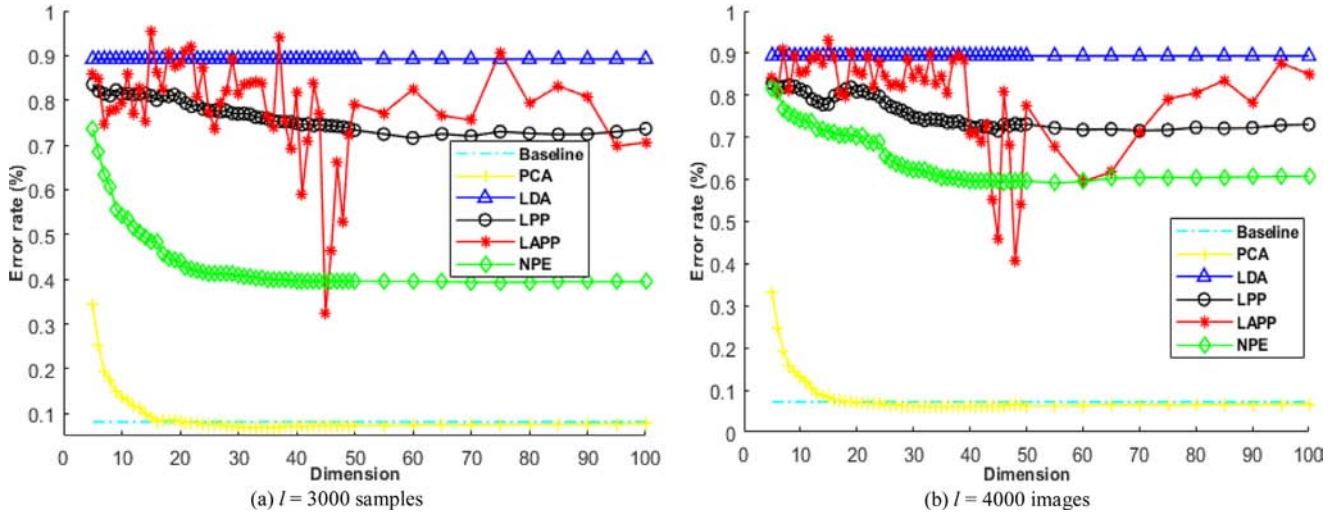 1
0.9
0.8
0.7
0.6
0.5
0.4
0.3
0.2
0.1
Error rate (%)
Baseline
PCA
LDA
LPP
LAPP
NPE
0 10 20 30 40 50 60 70 80 90 100
Dimension
(a) l = 3000 samples
1
0.9
0.8
0.7
0.6
0.5
0.4
0.3
0.2
0.1
0
Error rate (%)
Baseline
PCA
LDA
LPP
LAPP
NPE
0 10 20 30 40 50 60 70 80 90 100
Dimension
(b) l = 4000 images